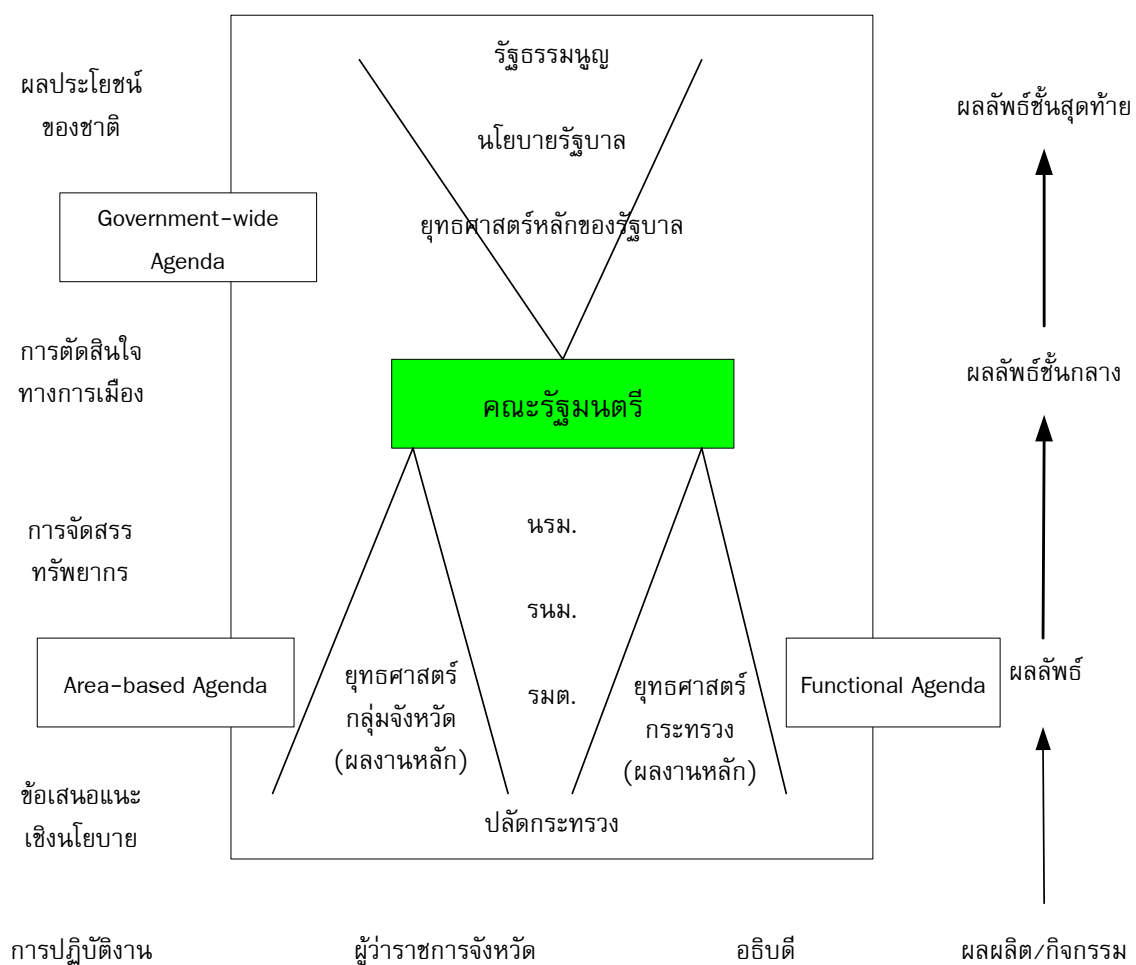 รัฐธรรมนูญ
ผลประโยชน์
ของชาติ
ผลลัพธ์ชั้นสุดท้าย
นโยบายรัฐบาล
Government-wide
Agenda
ยุทธศาสตร์หลักของรัฐบาล
การตัดสินใจ
ทางการเมือง
คณะรัฐมนตรี
ผลลัพธ์ชั้นกลาง
การจัดสรร
ทรัพยากร
นรม.
รนม.
รมต.
Area-based Agenda
ยุทธศาสตร์
กลุ่มจังหวัด
(ผลงานหลัก)
ยุทธศาสตร์
กระทรวง
(ผลงานหลัก)
Functional Agenda
ผลลัพธ์
ข้อเสนอแนะ
เชิงนโยบาย
ปลัดกระทรวง
การปฏิบัติงาน
ผู้ว่าราชการจังหวัด
อธิบดี
ผลผลิต/กิจกรรม